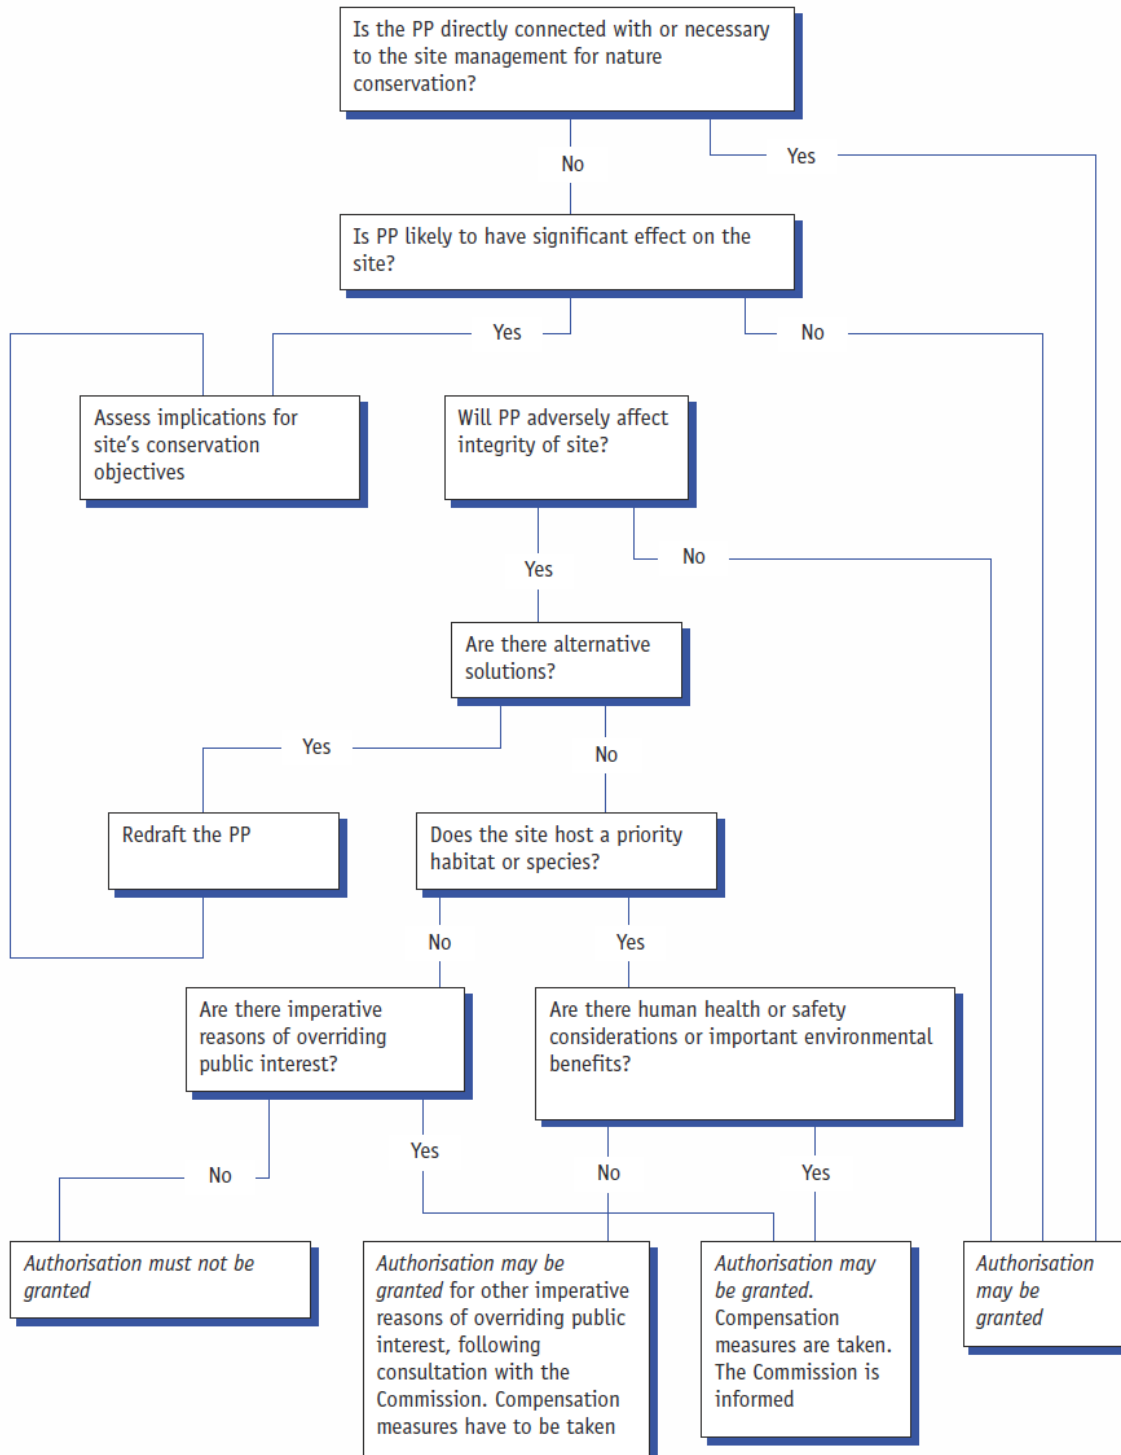 Is the PP directly connected with or necessary
to the site management for nature
conservation?
No
Yes
Is PP likely to have significant effect on the
site?
Yes
No
Assess implications for
site's conservation
objectives
Will PP adversely affect
integrity of site?
Yes
No
Are there alternative
solutions?
Yes
No
Redraft the PP
Does the site host a priority
habitat or species?
No
Yes
Are there imperative
reasons of overriding
public interest?
Are there human health or safety
considerations or important environmental
benefits?
No
Yes
No
Yes
Authorisation must not be
granted
Authorisation may be
granted for other imperative
reasons of overriding public
interest, following
consultation with the
Commission. Compensation
measures have to be taken
Authorisation may
be granted.
Compensation
measures are taken.
The Commission is
informed
Authorisation
may be
granted